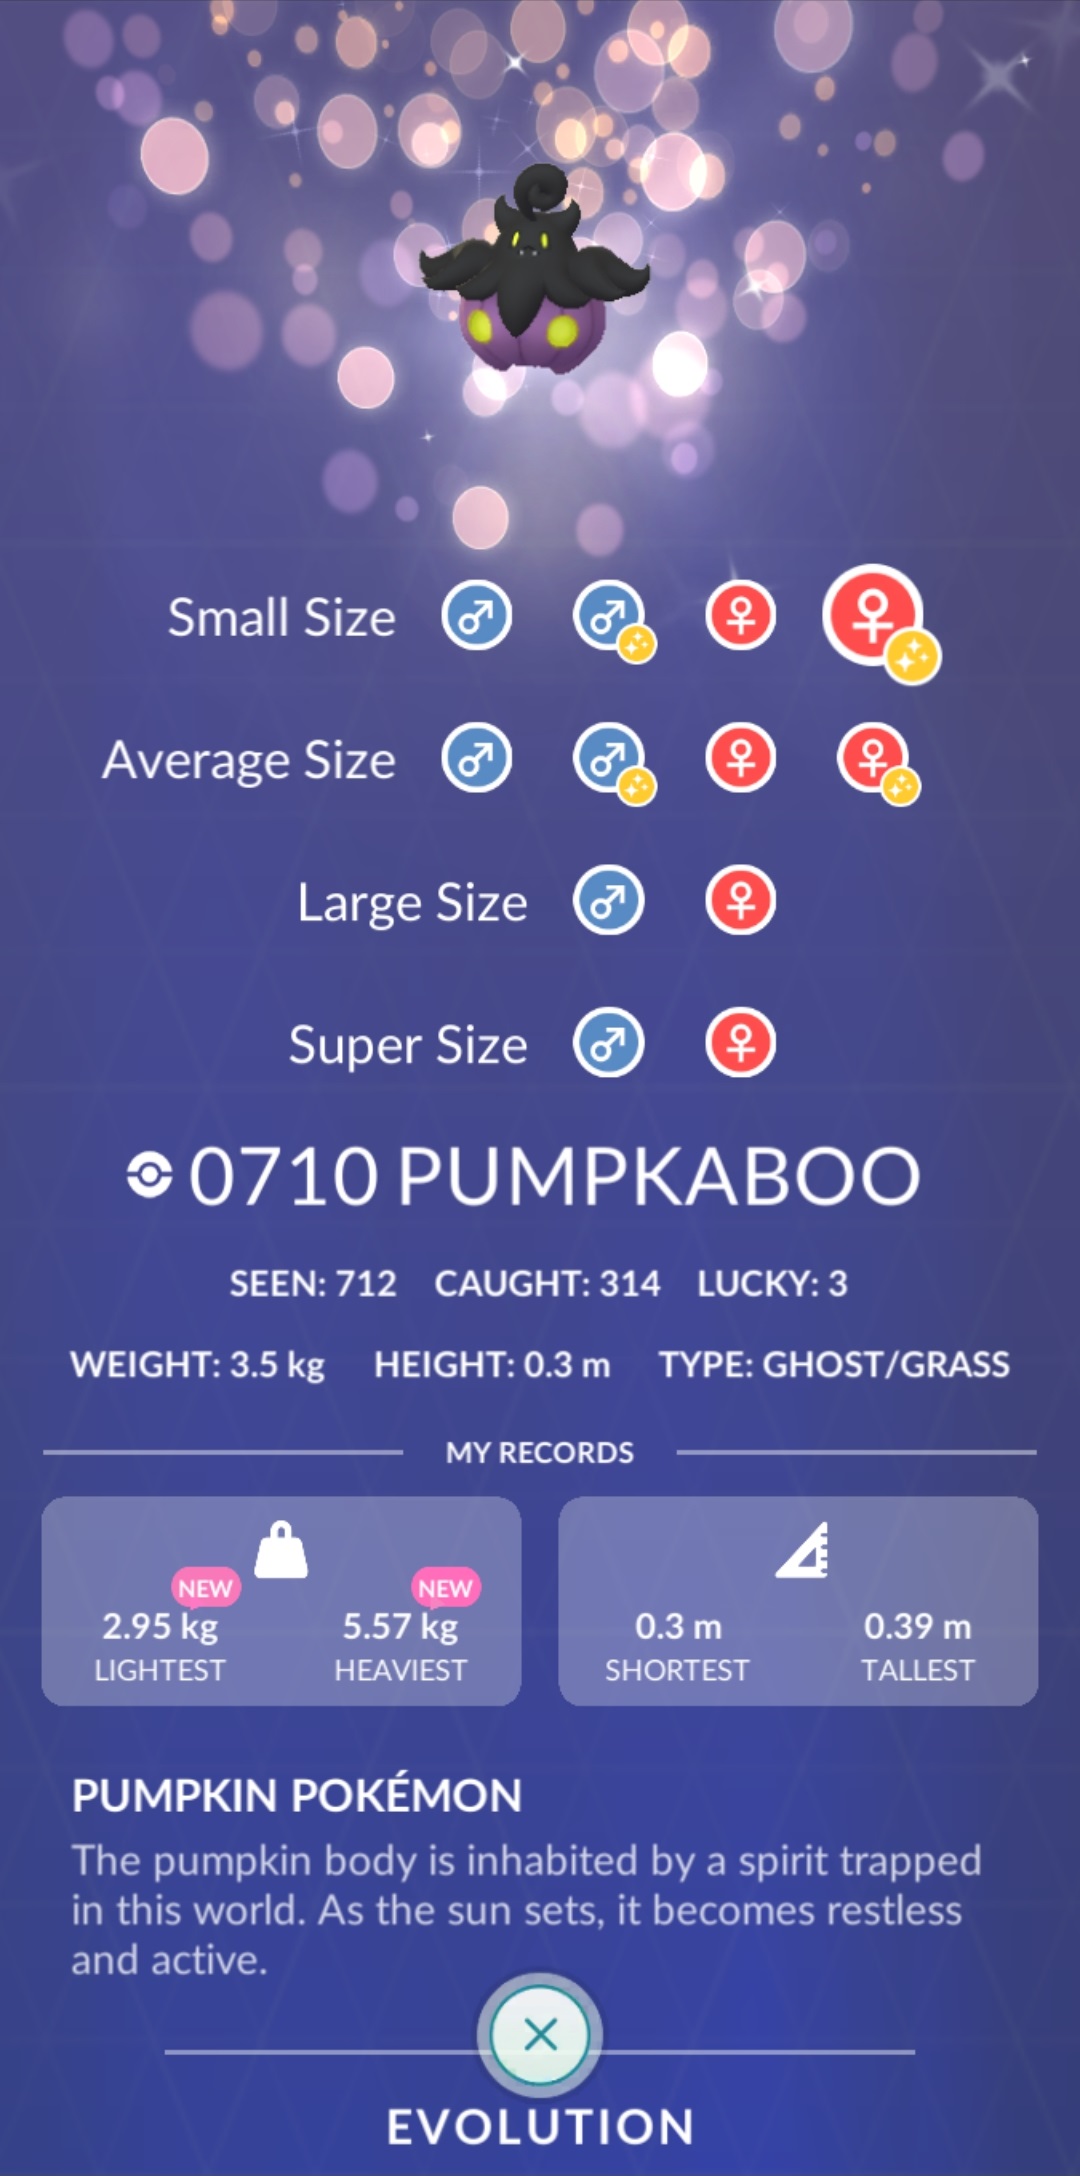 Small Size
Average Size
Large Size
Super Size
0710 PUMPKABOO
SEEN: 712 CAUGHT: 314 LUCKY: 3
WEIGHT: 3.5 kg HEIGHT: 0.3 m TYPE: GHOST/GRASS
MY RECORDS
NEW NEW
2.95 kg 5.57 kg 0.3 m 0.39 m
LIGHTEST HEAVIEST SHORTEST TALLEST
PUMPKIN POKÉMON
The pumpkin body is inhabited by a spirit trapped
in this world. As the sun sets, it becomes restless
and active.
EVOLUTION